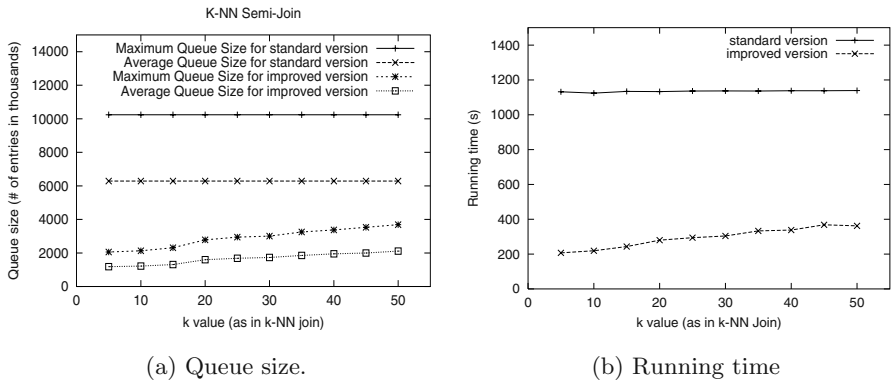 K-NN Semi-Join
14000
12000
10000
8000
6000
4000
2000
0
Queue size (# of entries in thousands)
Maximum Queue Size for standard version
Average Queue Size for standard version
Maximum Queue Size for improved version
Average Queue Size for improved version
0 10 20 30 40 50
k value (as in k-NN join)
(a) Queue size.
1400
1200
1000
800
600
400
200
0
Running time (s)
standard version
improved version
0 10 20 30 40 50
k value (as in k-NN Join)
(b) Running time